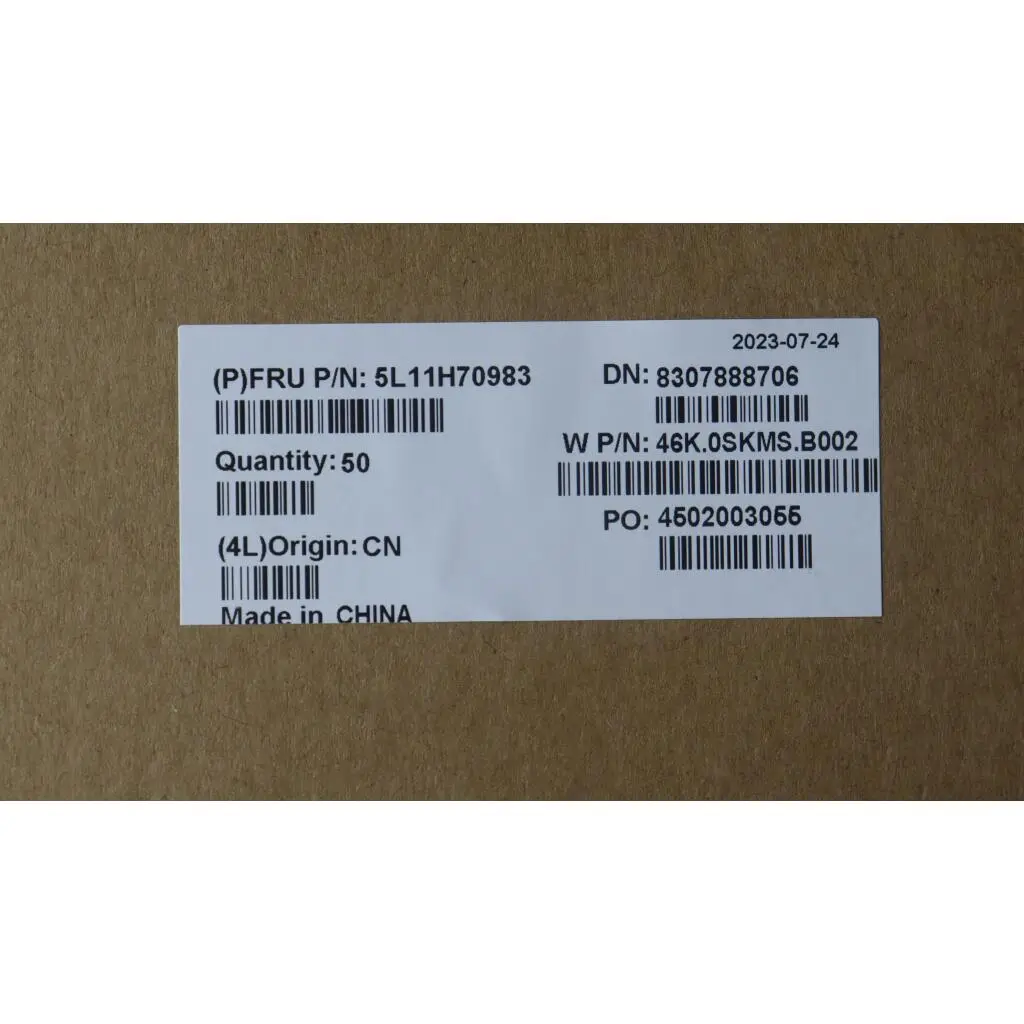 2023-07-24
(P)FRU P/N: 5L11H70983
DN: 8307888706
W P/N: 46K.0SKMS.B002
Quantity: 50
PO: 4502003055
(4L)Origin: CN
Made in CHINA